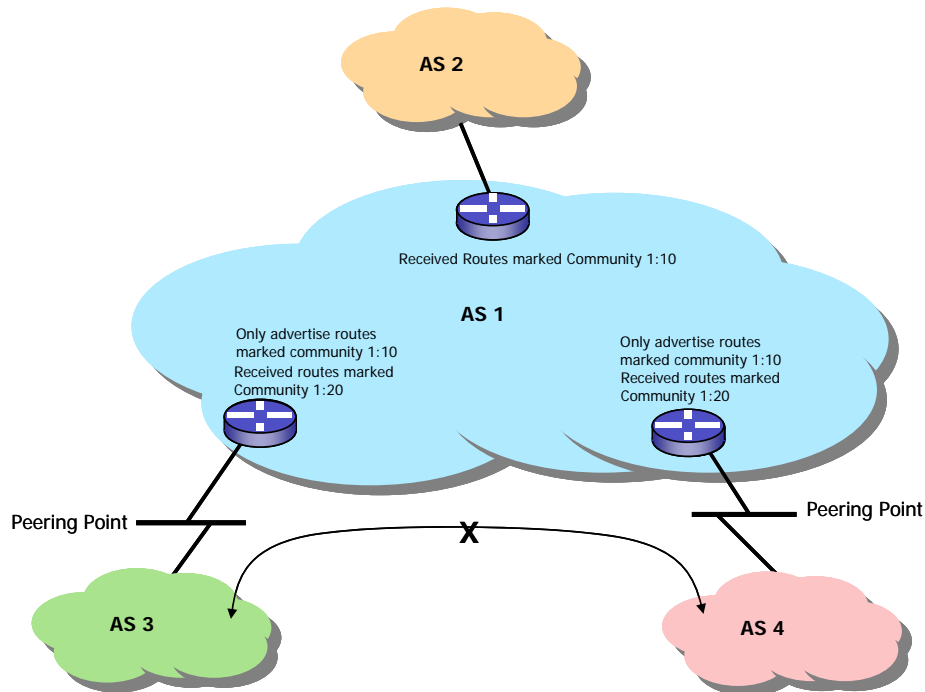 AS 2
Received Routes marked Community 1:10
AS 1
Only advertise routes
marked community 1:10
Received routes marked
Community 1:20
Only advertise routes
marked community 1:10
Received routes marked
Community 1:20
Peering Point
Peering Point
X
AS 3
AS 4